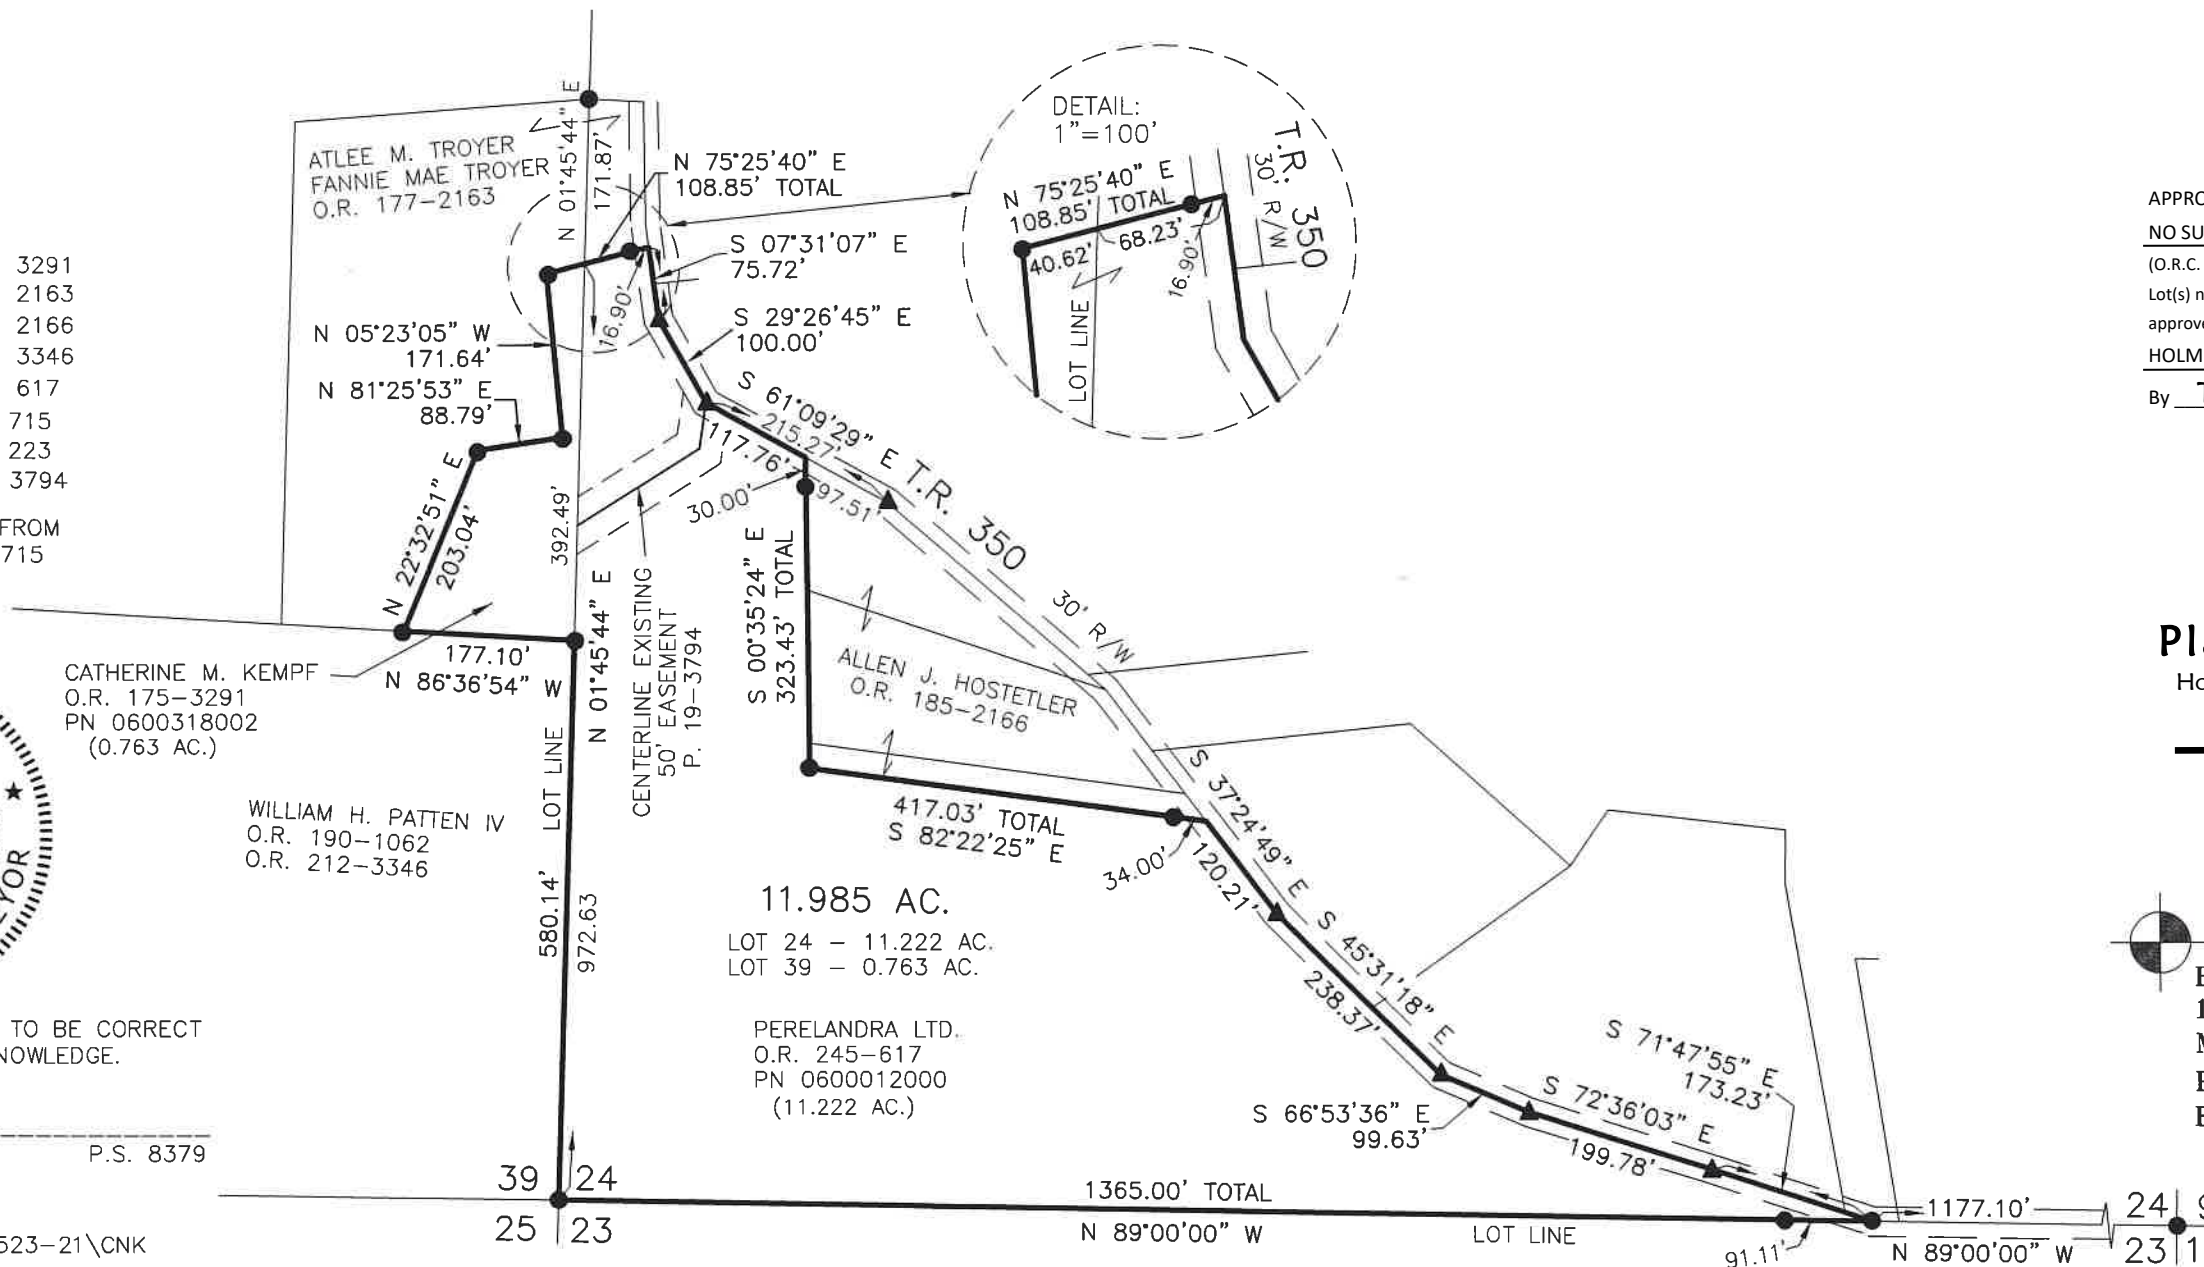 3291
2163
2166
3346
617
715
223
3794
FROM
715
ATLEE M. TROYER
FANNIE MAE TROYER
O.R. 177-2163
N 01°45'44" E
171.87'
N 75°25'40" E
108.85' TOTAL
S 07°31'07" E
75.72'
S 29°26'45" E
100.00'
16.90'
N 05°23'05" W
171.64'
N 81°25'53" E
88.79'
N 22°32'51" E
203.04'
392.49'
DETAIL:
1"=100'
N 75°25'40" E
108.85' TOTAL
40.62'
68.23'
16.90'
LOT LINE
T.R. 350
30' R/W
S 61°09'29" E
215.27'
117.76'
97.51'
30.00'
T.R. 350
30' R/W
S 00°35'24" E
323.43' TOTAL
CENTERLINE EXISTING
50' EASEMENT
P. 19-3794
N 01°45'44" E
177.10'
N 86°36'54" W
CATHERINE M. KEMPF
O.R. 175-3291
PN 0600318002
(0.763 AC.)
ALLEN J. HOSTETLER
O.R. 185-2166
WILLIAM H. PATTEN IV
O.R. 190-1062
O.R. 212-3346
LOT LINE
580.14'
972.63
417.03' TOTAL
S 82°22'25" E
34.00'
S 37°24'49" E
120.21'
11.985 AC.
LOT 24 - 11.222 AC.
LOT 39 - 0.763 AC.
PERELANDRA LTD.
O.R. 245-617
PN 0600012000
(11.222 AC.)
S 45°31'18" E
238.37'
S 66°53'36" E
99.63'
S 72°36'03" E
199.78'
S 71°47'55" E
173.23'
YOR
TO BE CORRECT
NOWLEDGE.
P.S. 8379
39 24
25 23
1365.00' TOTAL
N 89°00'00" W
LOT LINE
91.11'
1177.10'
N 89°00'00" W
24
23
523-21\CNK
APPRO
NO SU
(O.R.C.
Lot(s) n
approve
HOLM
By
Pl
Ho